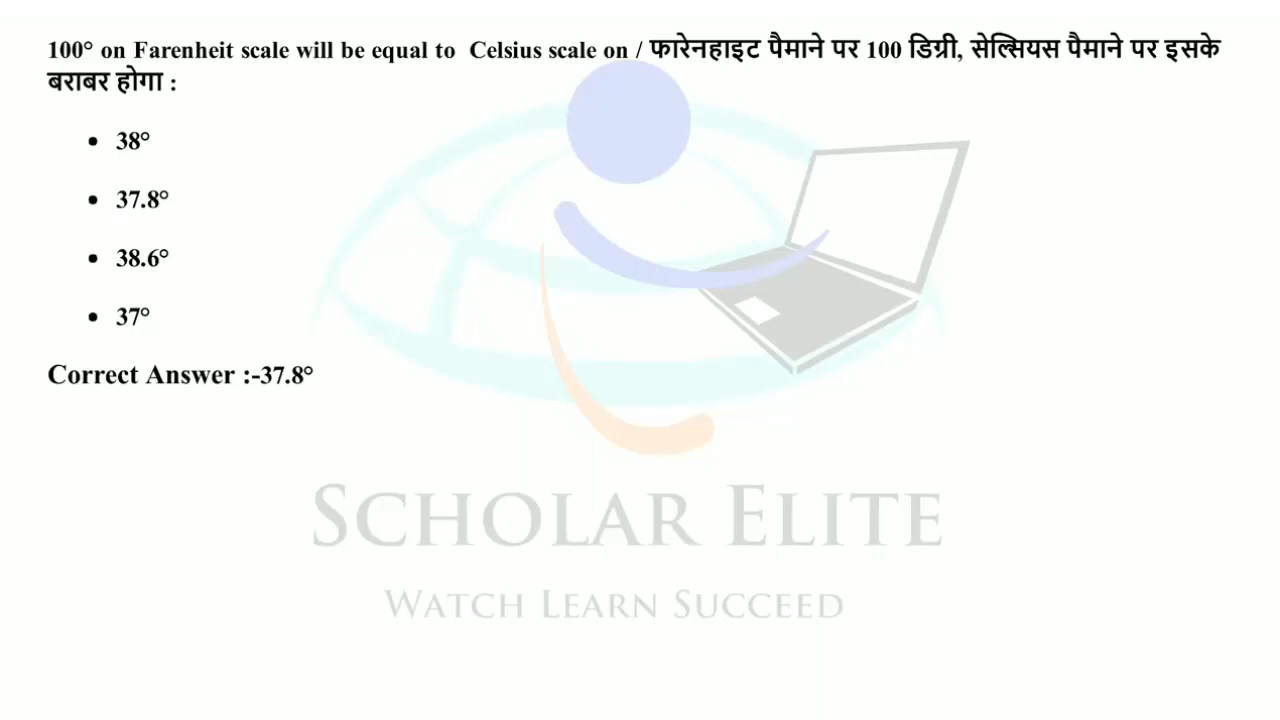 100° on Farenheit scale will be equal to Celsius scale on / फारेनहाइट पैमाने पर 100 डिग्री, सेल्सियस पैमाने पर इसके
बराबर होगा :
• 38°
• 37.8°
• 38.6°
• 37°
Correct Answer :-37.8°
SCHOLAR ELITE
WATCH LEARN SUCCEED